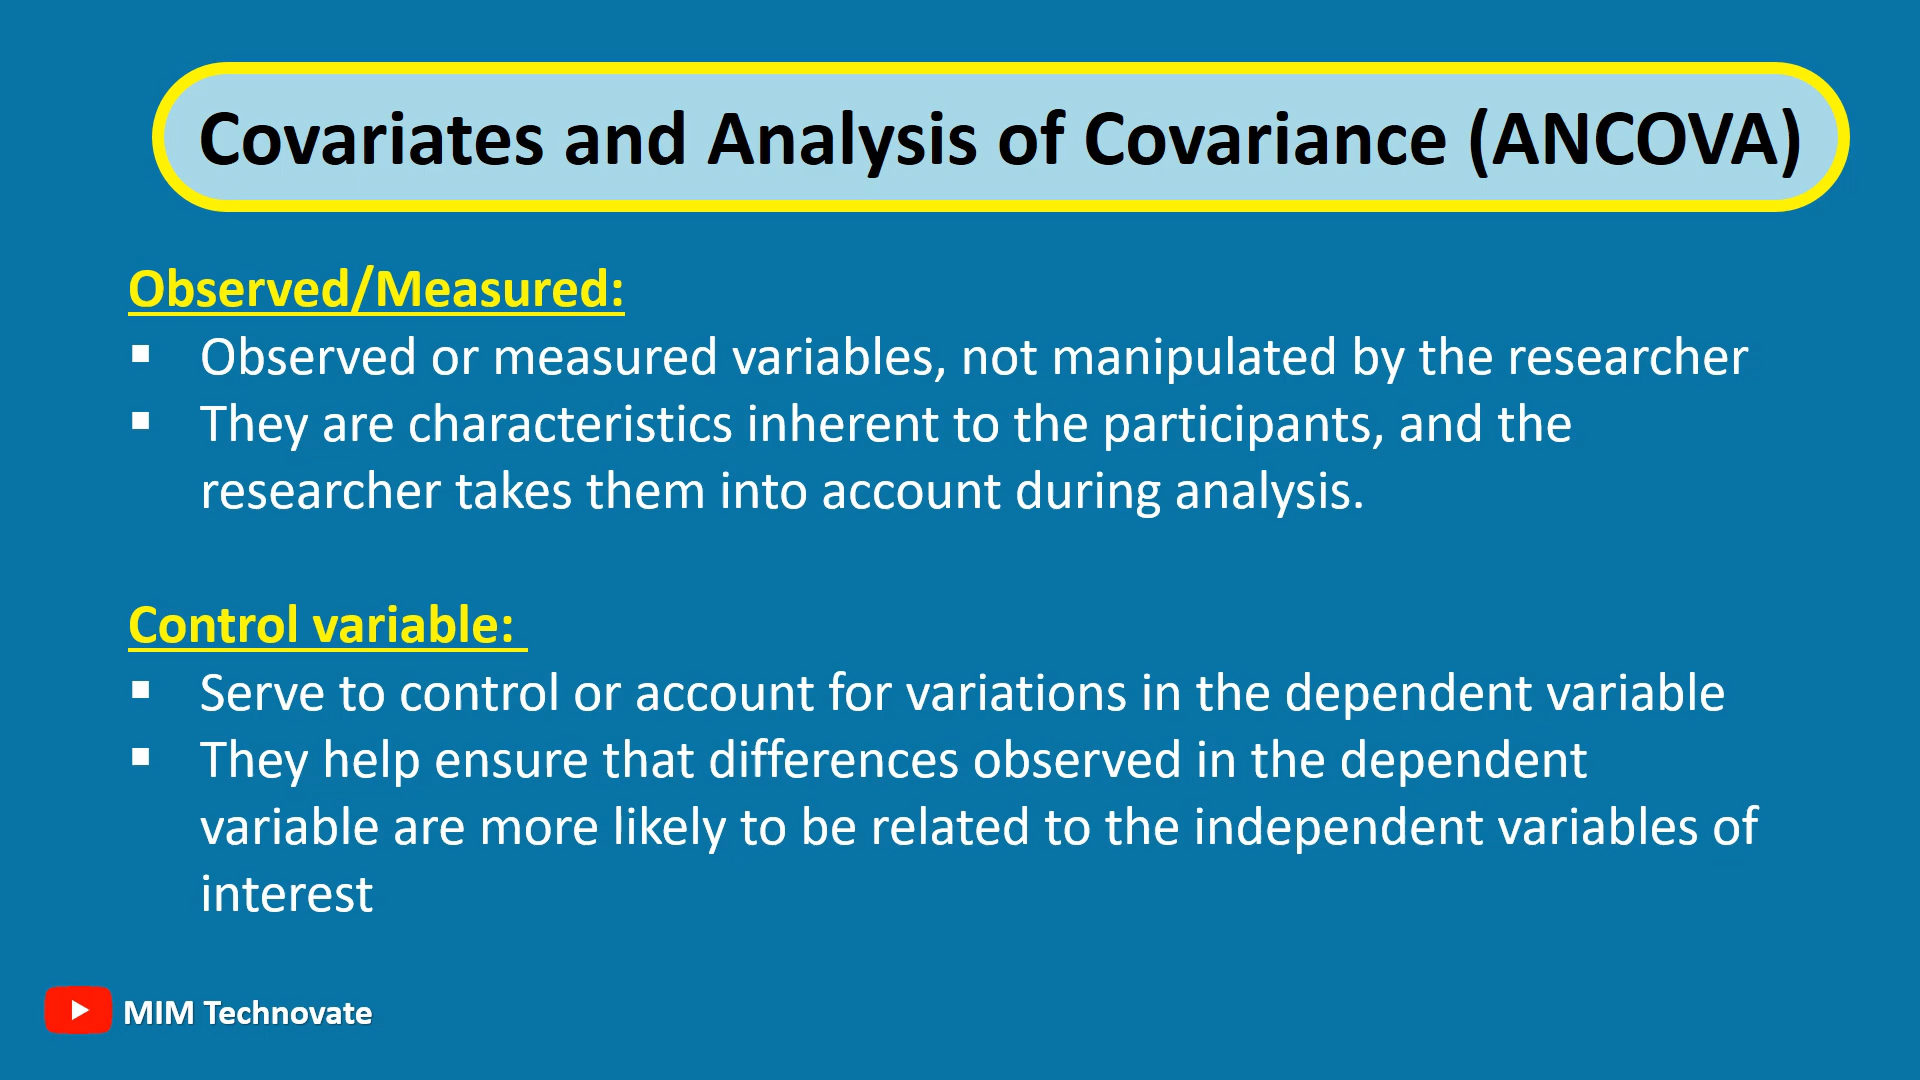 Covariates and Analysis of Covariance (ANCOVA)
Observed/Measured:
▪ Observed or measured variables, not manipulated by the researcher
▪ They are characteristics inherent to the participants, and the
researcher takes them into account during analysis.
Control variable:
▪ Serve to control or account for variations in the dependent variable
▪ They help ensure that differences observed in the dependent
variable are more likely to be related to the independent variables of
interest
MIM Technovate